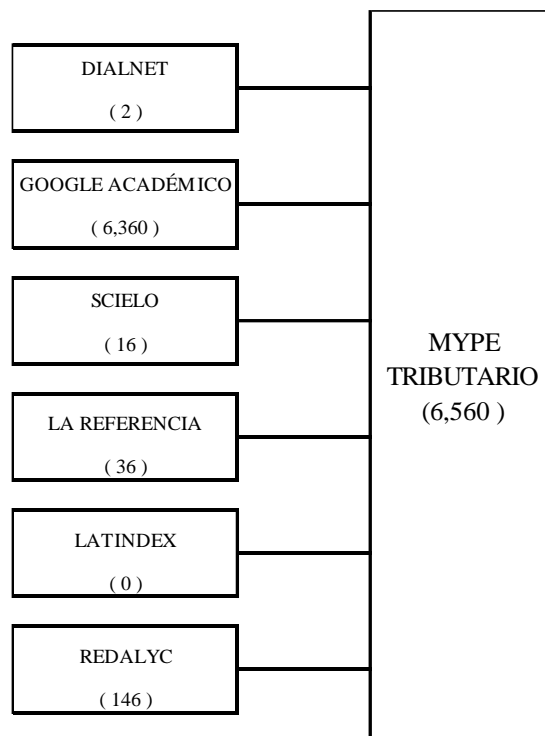 DIALNET
( 2 )
GOOGLE ACADÉMICO
( 6,360 )
SCIELO
( 16 )
LA REFERENCIA
( 36 )
LATINDEX
( 0 )
REDALYC
( 146 )
MYPE
TRIBUTARIO
(6,560 )